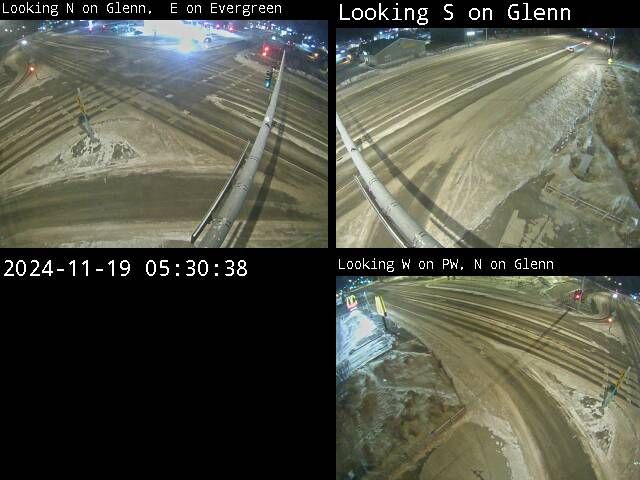 Looking N on Glenn,  E on Evergreen
Looking S on Glenn
2024-11-19 05:30:38
Looking W on PW, N on Glenn